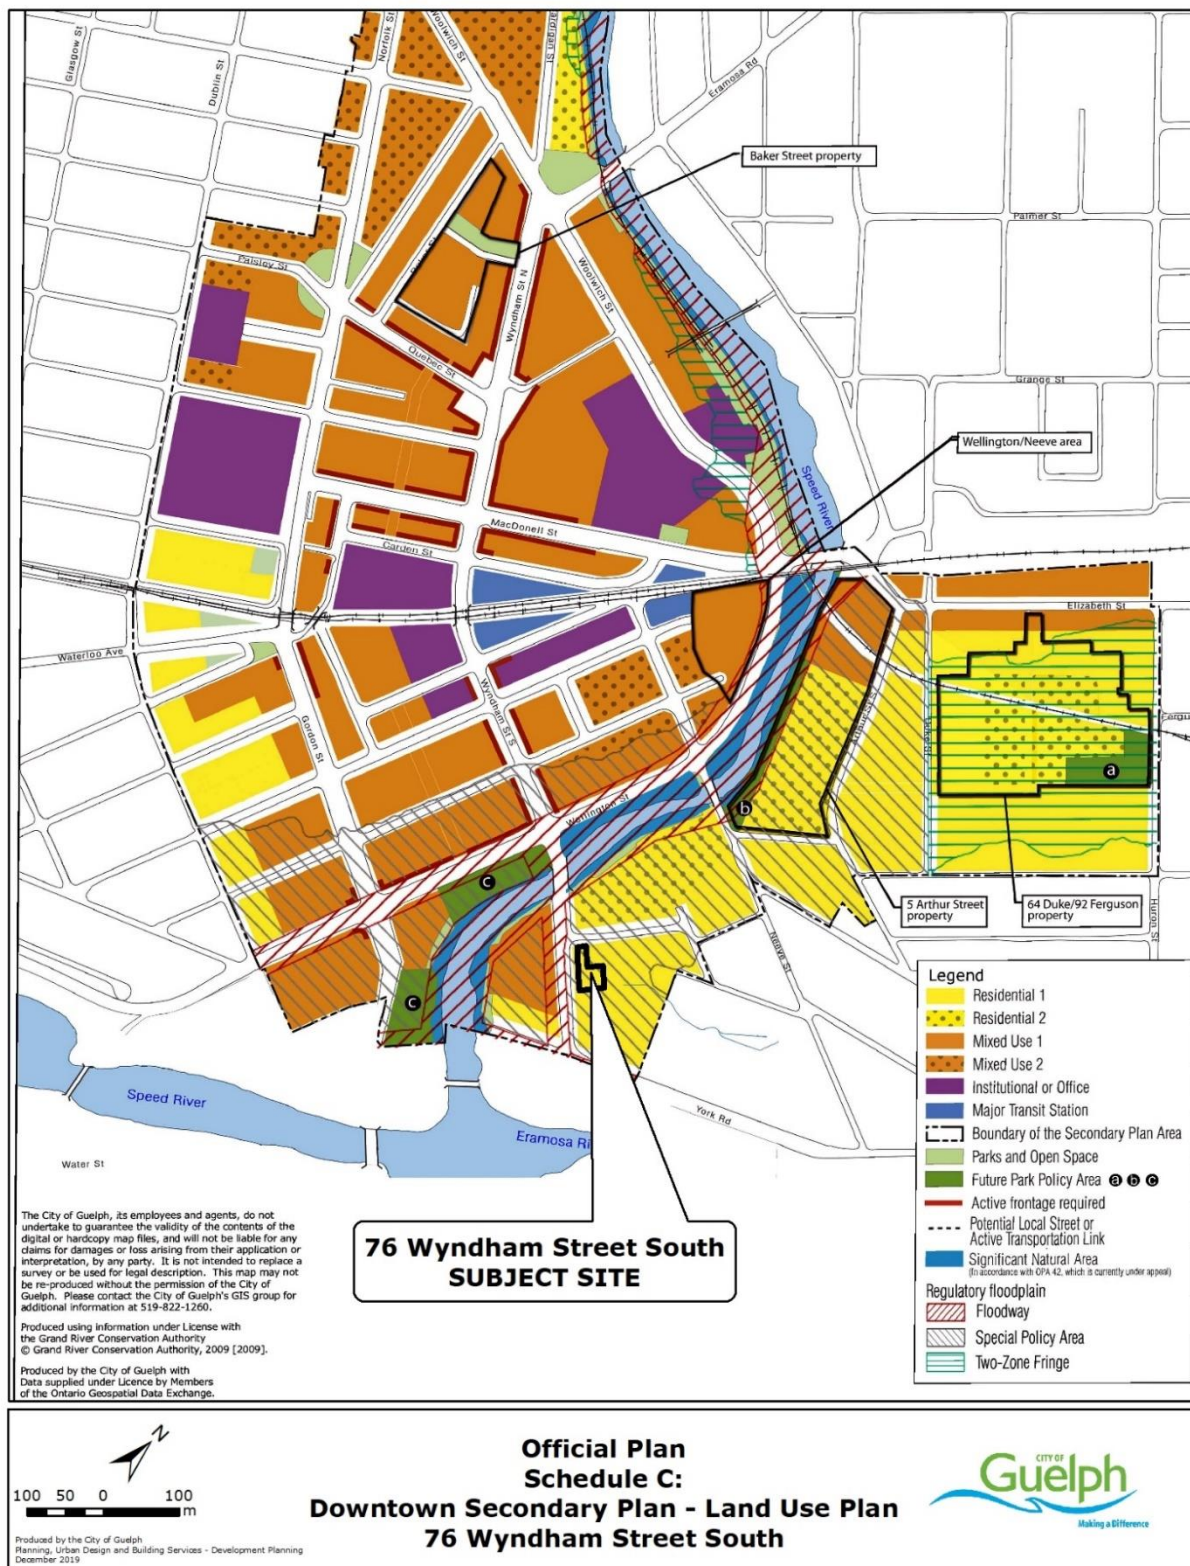 Glasgow St
Dublin St
Norfolk St
Woolwich St
Eramosa Rd
Baker Street property
Palmer St
Paisley St
Wyndham St N
Woolwich St
Quebec St
Grange St
Wellington/Neeve area
Speed River
MacDonell St
Carden St
Elizabeth St
Waterloo Ave
Wyndham St S
Gordon St
Arthur St S
Duke St
a
Wellington St
b
c
5 Arthur Street
property
64 Duke/92 Ferguson
property
Huron St
Neeve St
c
Legend
Residential 1
Residential 2
Mixed Use 1
Mixed Use 2
Institutional or Office
Major Transit Station
Boundary of the Secondary Plan Area
Parks and Open Space
Future Park Policy Area a b c
Active frontage required
Potential Local Street or
Active Transportation Link
Significant Natural Area
(In accordance with OPA 42, which is currently under appeal)
Regulatory floodplain
Floodway
Special Policy Area
Two-Zone Fringe
Speed River
York Rd
Eramosa Ri
Water St
76 Wyndham Street South
SUBJECT SITE
The City of Guelph, its employees and agents, do not
undertake to guarantee the validity of the contents of the
digital or hardcopy map files, and will not be liable for any
claims for damages or loss arising from their application or
interpretation, by any party. It is not intended to replace a
survey or be used for legal description. This map may not
be re-produced without the permission of the City of
Guelph. Please contact the City of Guelph's GIS group for
additional information at 519-822-1260.
Produced using information under License with
the Grand River Conservation Authority
© Grand River Conservation Authority, 2009 [2009].
Produced by the City of Guelph with
Data supplied under Licence by Members
of the Ontario Geospatial Data Exchange.
N
100 50 0 100
m
Produced by the City of Guelph
Planning, Urban Design and Building Services - Development Planning
December 2019
Official Plan
Schedule C:
Downtown Secondary Plan - Land Use Plan
76 Wyndham Street South
CITY OF
Guelph
Making a Difference